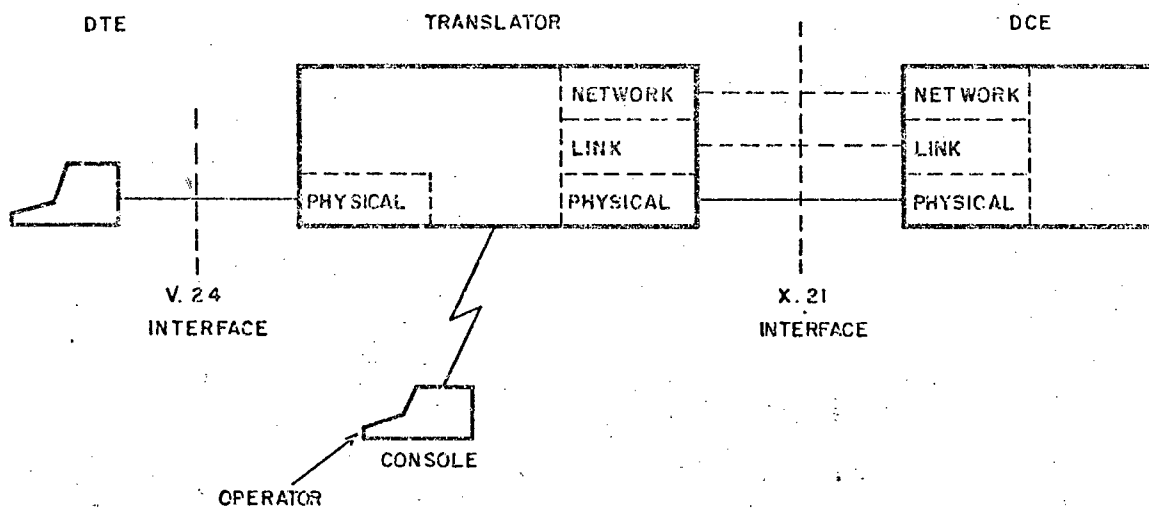 DTE
TRANSLATOR
DCE
NETWORK
NETWORK
LINK
LINK
PHYSICAL
PHYSICAL
PHYSICAL
V.24
INTERFACE
X.21
INTERFACE
CONSOLE
OPERATOR